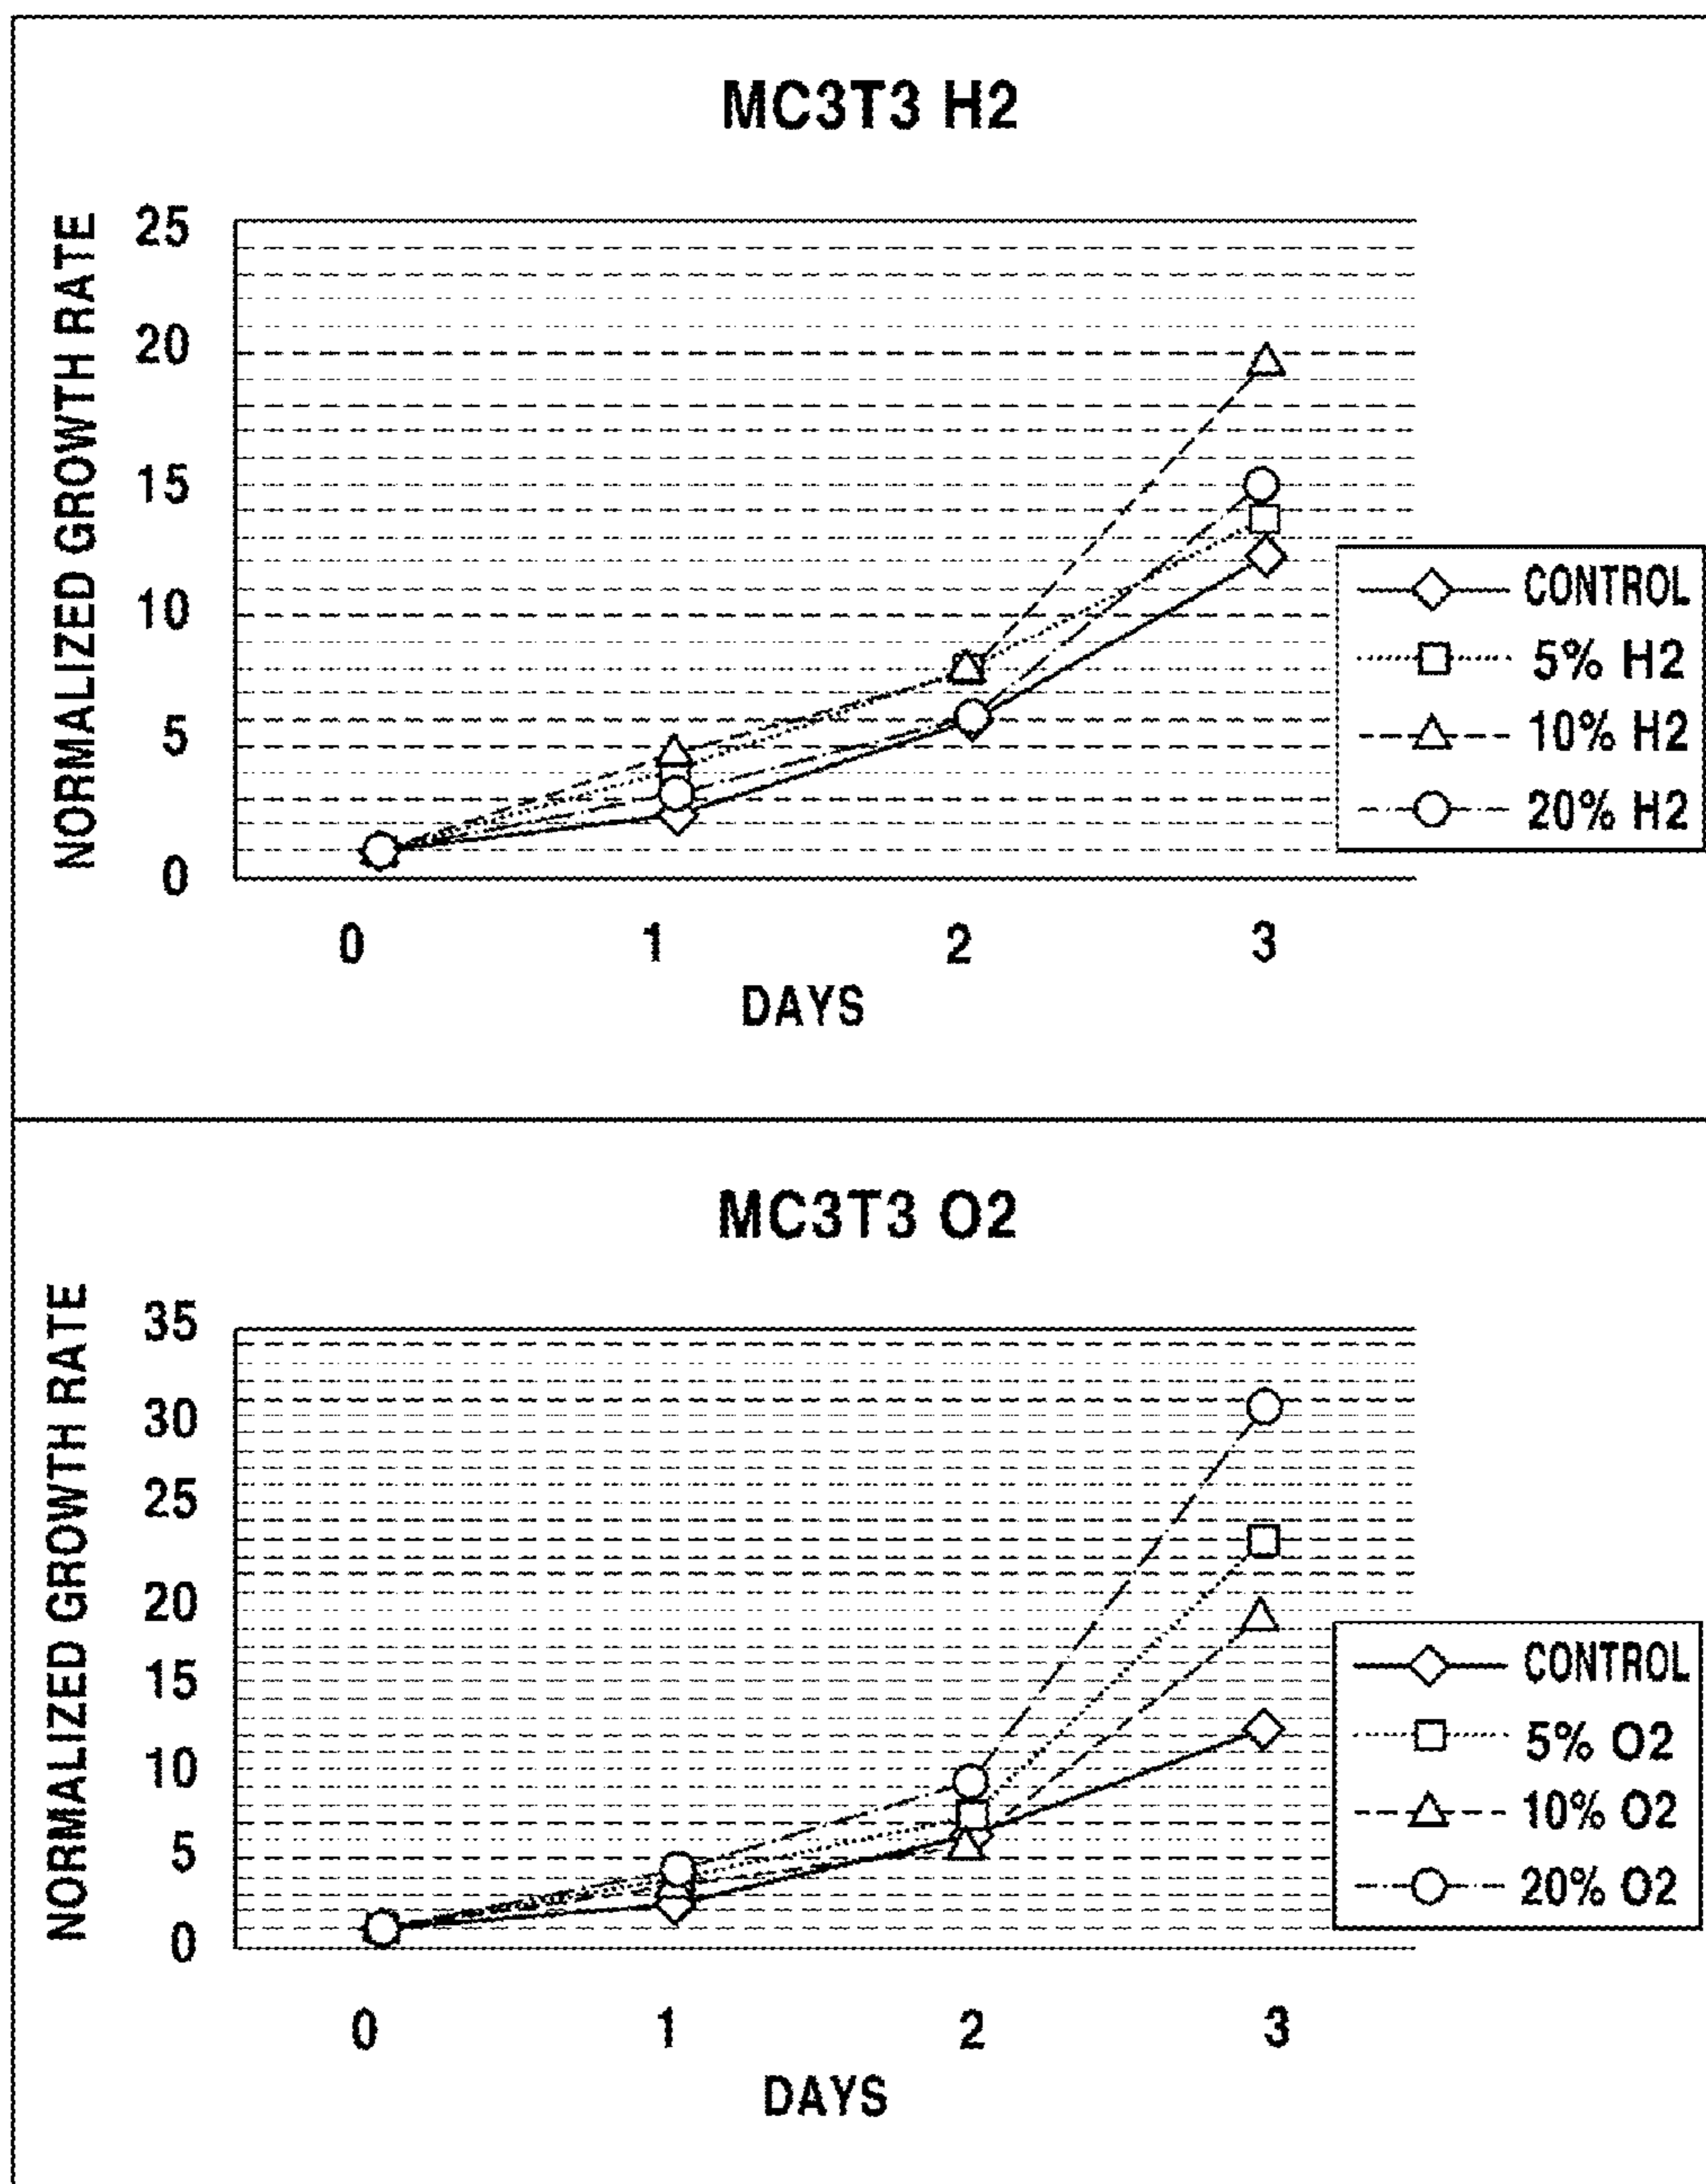 MC3T3 H2
NORMALIZED GROWTH RATE
25
20
15
10
5
0
0 1 2 3
DAYS
CONTROL
5% H2
10% H2
20% H2
MC3T3 O2
NORMALIZED GROWTH RATE
35
30
25
20
15
10
5
0
0 1 2 3
DAYS
CONTROL
5% O2
10% O2
20% O2